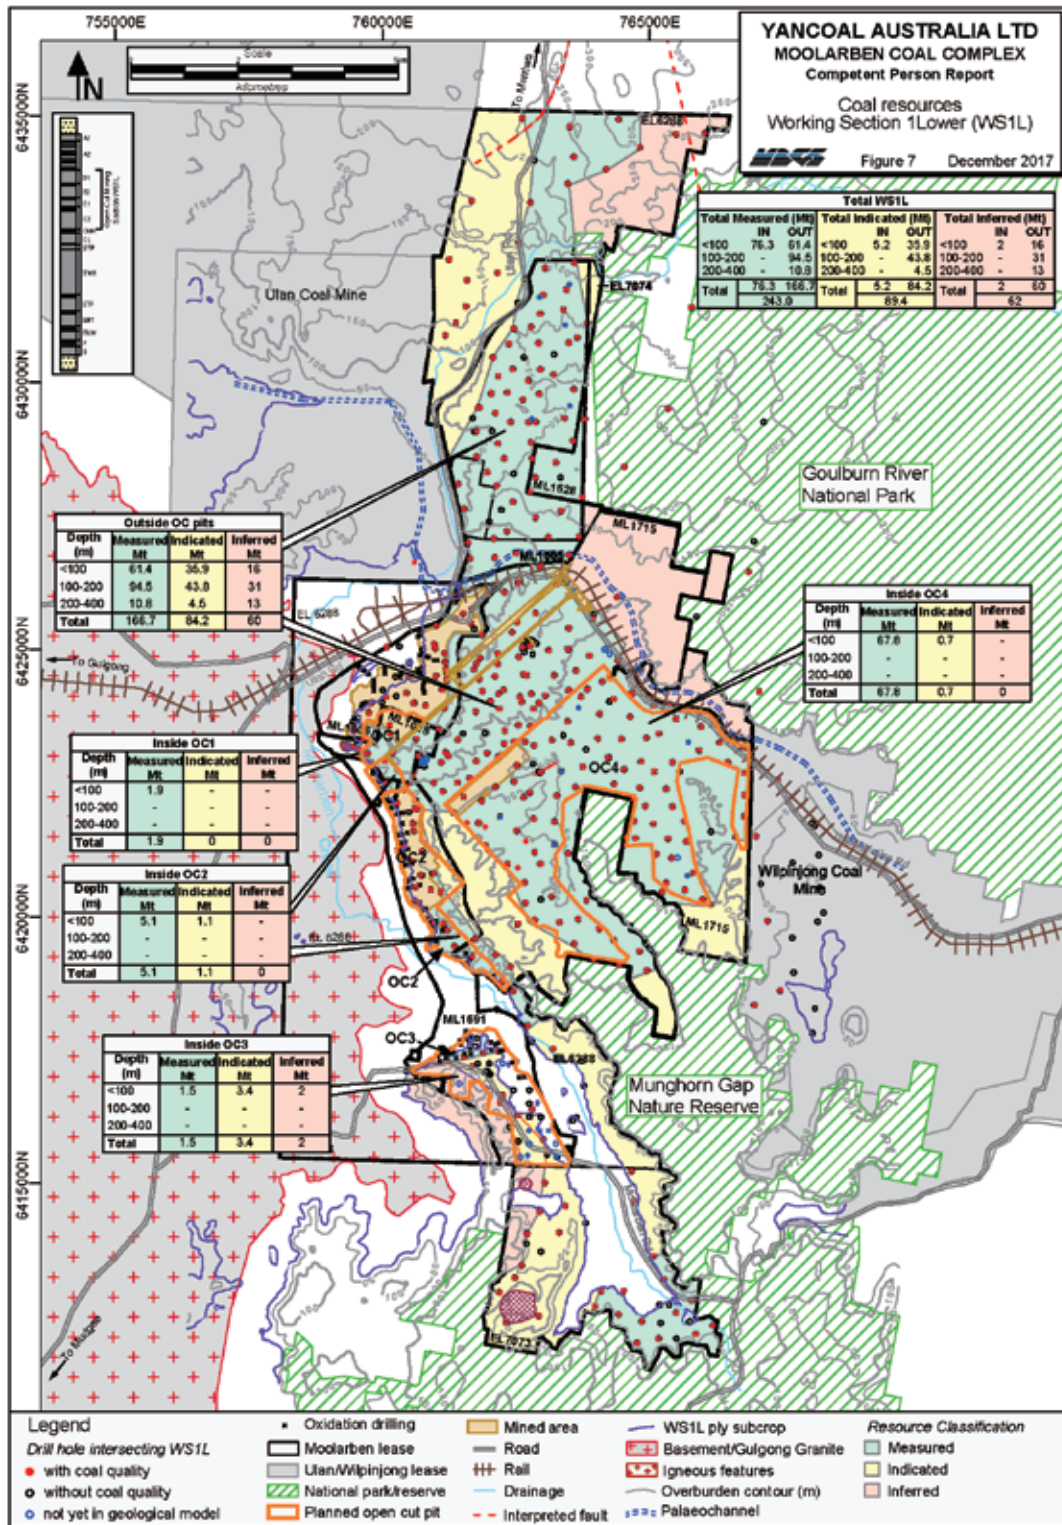 755000E 760000E 765000E
YANCOAL AUSTRALIA LTD
MOOLARBEN COAL COMPLEX
Competent Person Report
Coal resources
Working Section 1Lower (WS1L)
Figure 7 December 2017
Scale
kilometres
N
To
6435000N
6430000N
6425000N
6420000N
6415000N
EL6288
Total WS1L
Total Measured (Mt) Total Indicated (Mt) Total Inferred (Mt)
IN OUT IN OUT IN OUT
<100 76.3 61.4 <100 5.2 35.9 <100 2 16
100-200 - 94.5 100-200 - 43.8 100-200 - 31
200-400 - 10.8 200-400 - 4.5 200-400 - 13
Total 76.3 166.7 Total 5.2 84.2 Total 2 60
243.0 89.4 62
Ulan Coal Mine
EL7074
Goulburn River
National Park
ML1628
ML1715
Outside OC pits
Depth (m) Measured Mt Indicated Mt Inferred Mt
<100 61.4 35.9 16
100-200 94.5 43.8 31
200-400 10.8 4.5 13
Total 166.7 84.2 60
EL 6288
To Gulgong
Inside OC4
Depth (m) Measured Mt Indicated Mt Inferred Mt
<100 67.8 0.7 -
100-200 - - -
200-400 - - -
Total 67.8 0.7 0
OC1
OC4
Inside OC1
Depth (m) Measured Mt Indicated Mt Inferred Mt
<100 1.9 - -
100-200 - - -
200-400 - - -
Total 1.9 0 0
OC2
Wilpinjong Coal
Mine
Inside OC2
Depth (m) Measured Mt Indicated Mt Inferred Mt
<100 5.1 1.1 -
100-200 - - -
200-400 - - -
Total 5.1 1.1 0
EL 6288
ML1715
OC2
ML1691
OC3
EL6288
Inside OC3
Depth (m) Measured Mt Indicated Mt Inferred Mt
<100 1.5 3.4 2
100-200 - - -
200-400 - - -
Total 1.5 3.4 2
Munghorn Gap
Nature Reserve
EL7073
To Mudgee
Legend
Drill hole intersecting WS1L
with coal quality
without coal quality
not yet in geological model
Oxidation drilling
Moolarben lease
Ulan/Wilpinjong lease
National park/reserve
Planned open cut pit
Mined area
Road
Rail
Drainage
Interpreted fault
WS1L ply subcrop
Basement/Gulgong Granite
Igneous features
Overburden contour (m)
Palaeochannel
Resource Classification
Measured
Indicated
Inferred